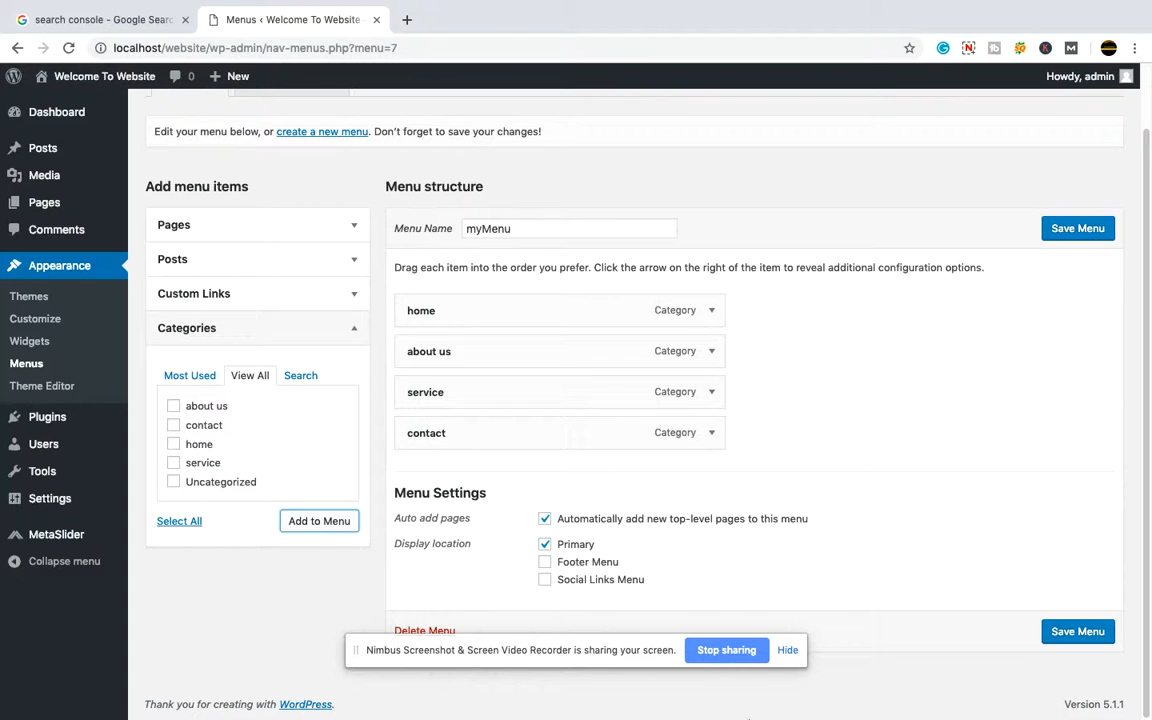 search console - Google Sear
Menus ‹ Welcome To Website
localhost/website/wp-admin/nav-menus.php?menu=7
Welcome To Website
0
New
Howdy, admin
Dashboard
Posts
Media
Pages
Comments
Appearance
Themes
Customize
Widgets
Menus
Theme Editor
Plugins
Users
Tools
Settings
MetaSlider
Collapse menu
Edit your menu below, or create a new menu. Don't forget to save your changes!
Add menu items
Pages
Posts
Custom Links
Categories
Most Used
View All
Search
about us
contact
home
service
Uncategorized
Select All
Add to Menu
Menu structure
Menu Name
myMenu
Save Menu
Drag each item into the order you prefer. Click the arrow on the right of the item to reveal additional configuration options.
home Category
about us Category
service Category
contact Category
Menu Settings
Auto add pages
Automatically add new top-level pages to this menu
Display location
Primary
Footer Menu
Social Links Menu
Delete Menu
Save Menu
Nimbus Screenshot & Screen Video Recorder is sharing your screen.
Stop sharing
Hide
Thank you for creating with WordPress.
Version 5.1.1